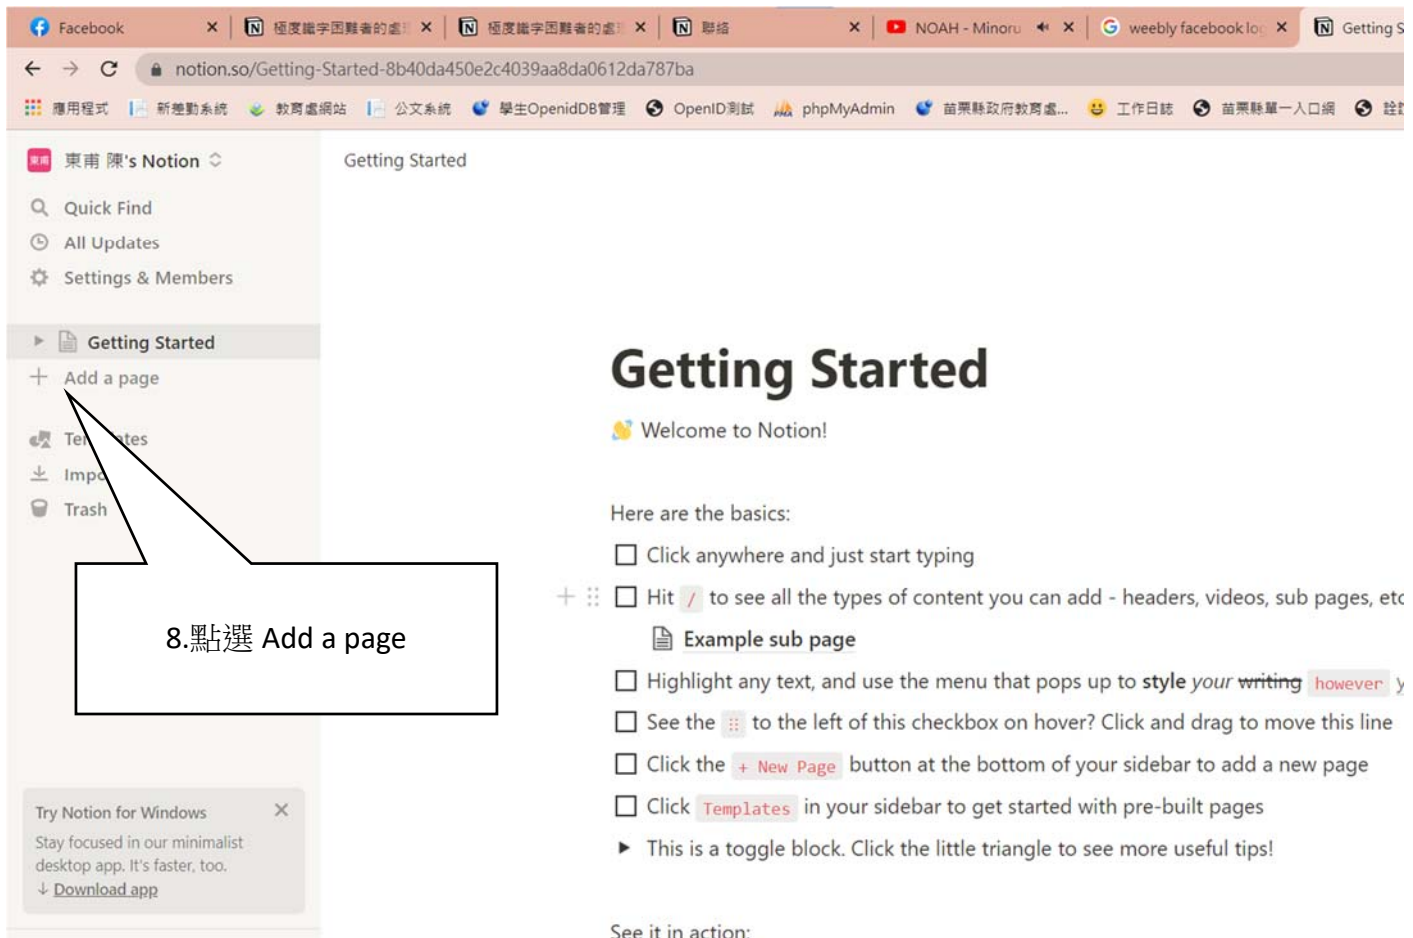 Facebook
極度識字困難者的處
極度識字困難者的處
聯絡
NOAH - Minoru
weebly facebook lo
Getting S
notion.so/Getting-Started-8b40da450e2c4039aa8da0612da787ba
應用程式
新差勤系統
教育處網站
公文系統
學生OpenidDB管理
OpenID測試
phpMyAdmin
苗栗縣政府教育處...
工作日誌
苗栗縣單一入口網
東甫 陳's Notion
Getting Started
Quick Find
All Updates
Settings & Members
Getting Started
Add a page
Templates
Impo
Trash
8.點選 Add a page
Try Notion for Windows
Stay focused in our minimalist
desktop app. It's faster, too.
↓ Download app
Getting Started
👋 Welcome to Notion!
Here are the basics:
Click anywhere and just start typing
Hit / to see all the types of content you can add - headers, videos, sub pages, etc
Example sub page
Highlight any text, and use the menu that pops up to style your writing however y
See the ⋮⋮ to the left of this checkbox on hover? Click and drag to move this line
Click the + New Page button at the bottom of your sidebar to add a new page
Click Templates in your sidebar to get started with pre-built pages
This is a toggle block. Click the little triangle to see more useful tips!
See it in action: